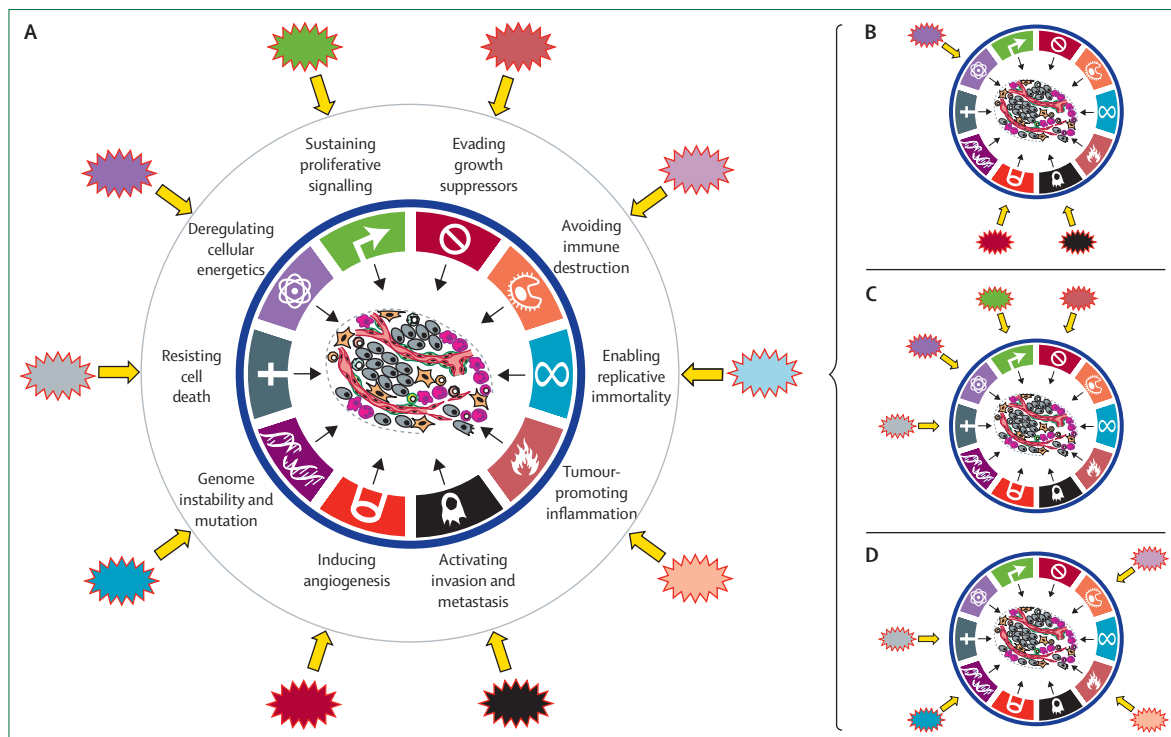 A
Sustaining
proliferative
signalling
Evading
growth
suppressors
Deregulating
cellular
energetics
Avoiding
immune
destruction
Resisting
cell
death
Enabling
replicative
immortality
Genome
instability and
mutation
Tumour-
promoting
inflammation
Inducing
angiogenesis
Activating
invasion and
metastasis
B
C
D